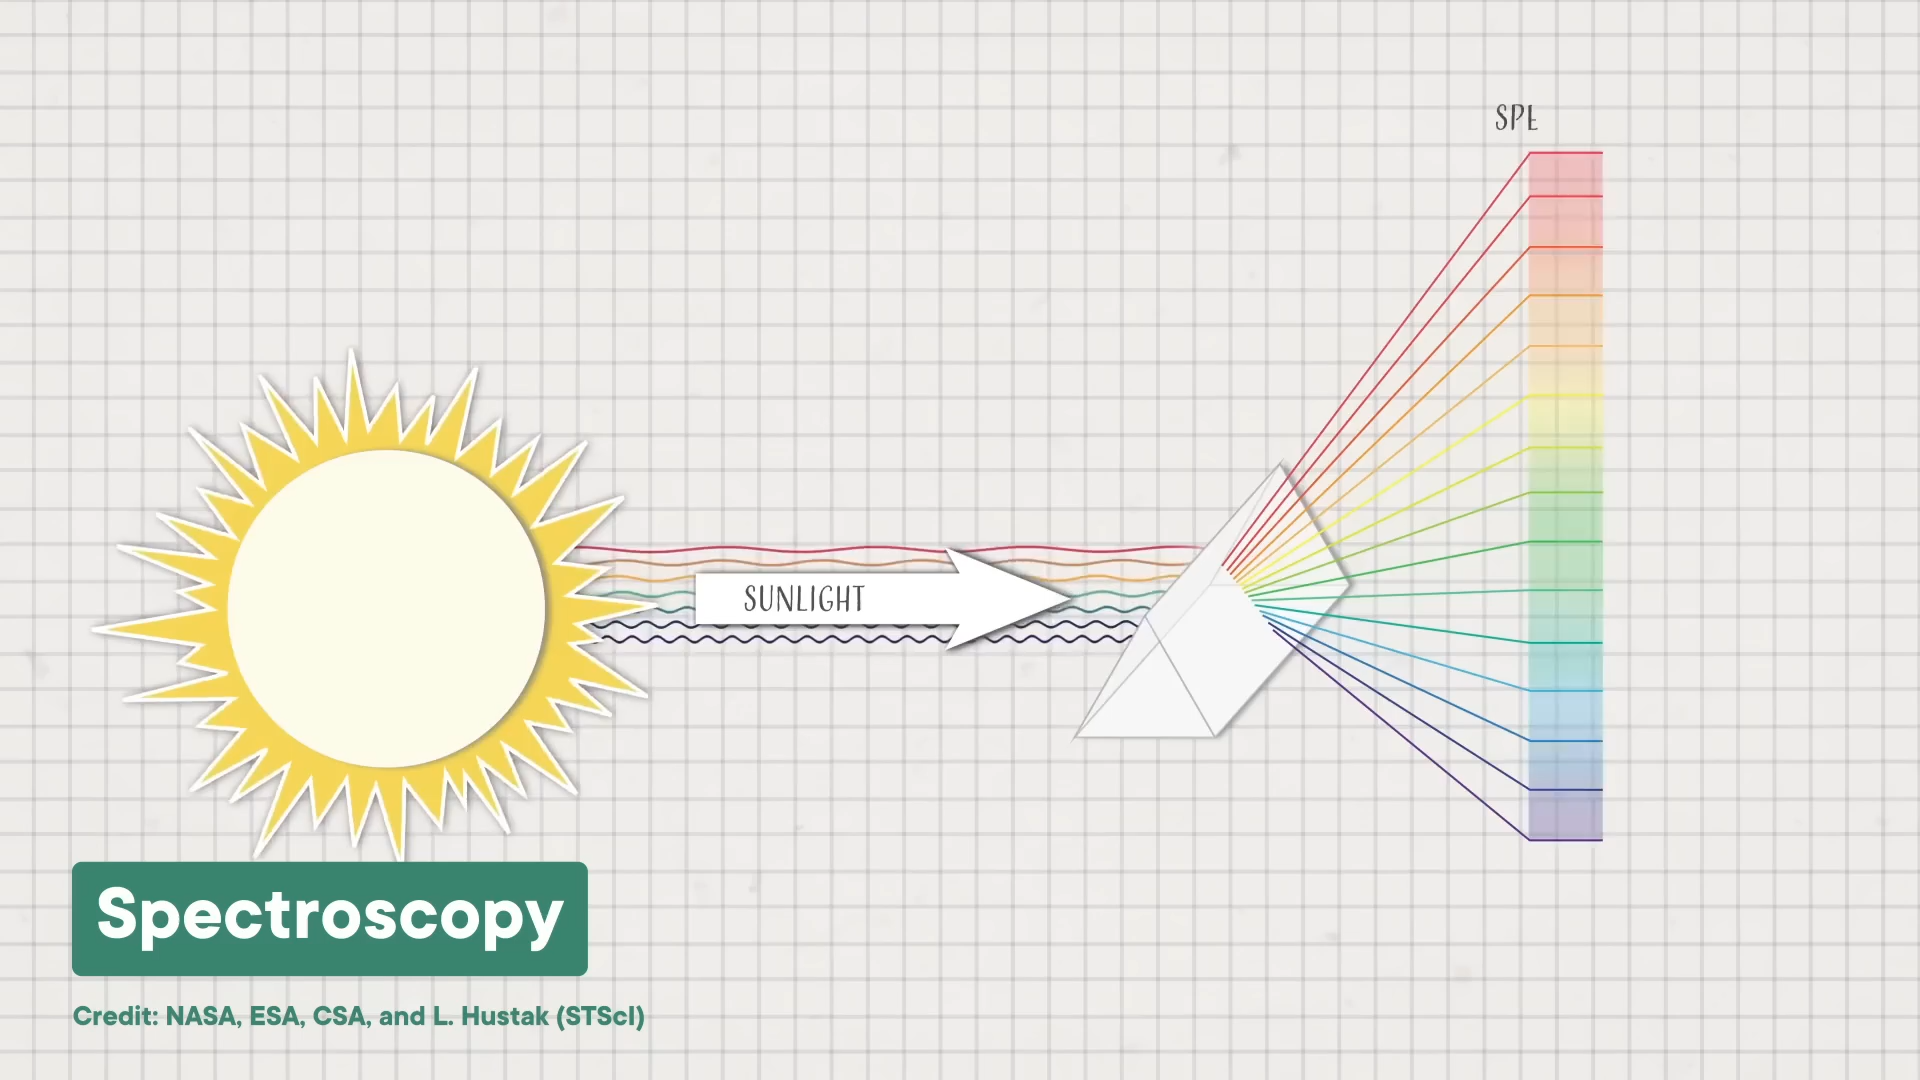 SPE
SUNLIGHT
Spectroscopy
Credit: NASA, ESA, CSA, and L. Hustak (STScI)